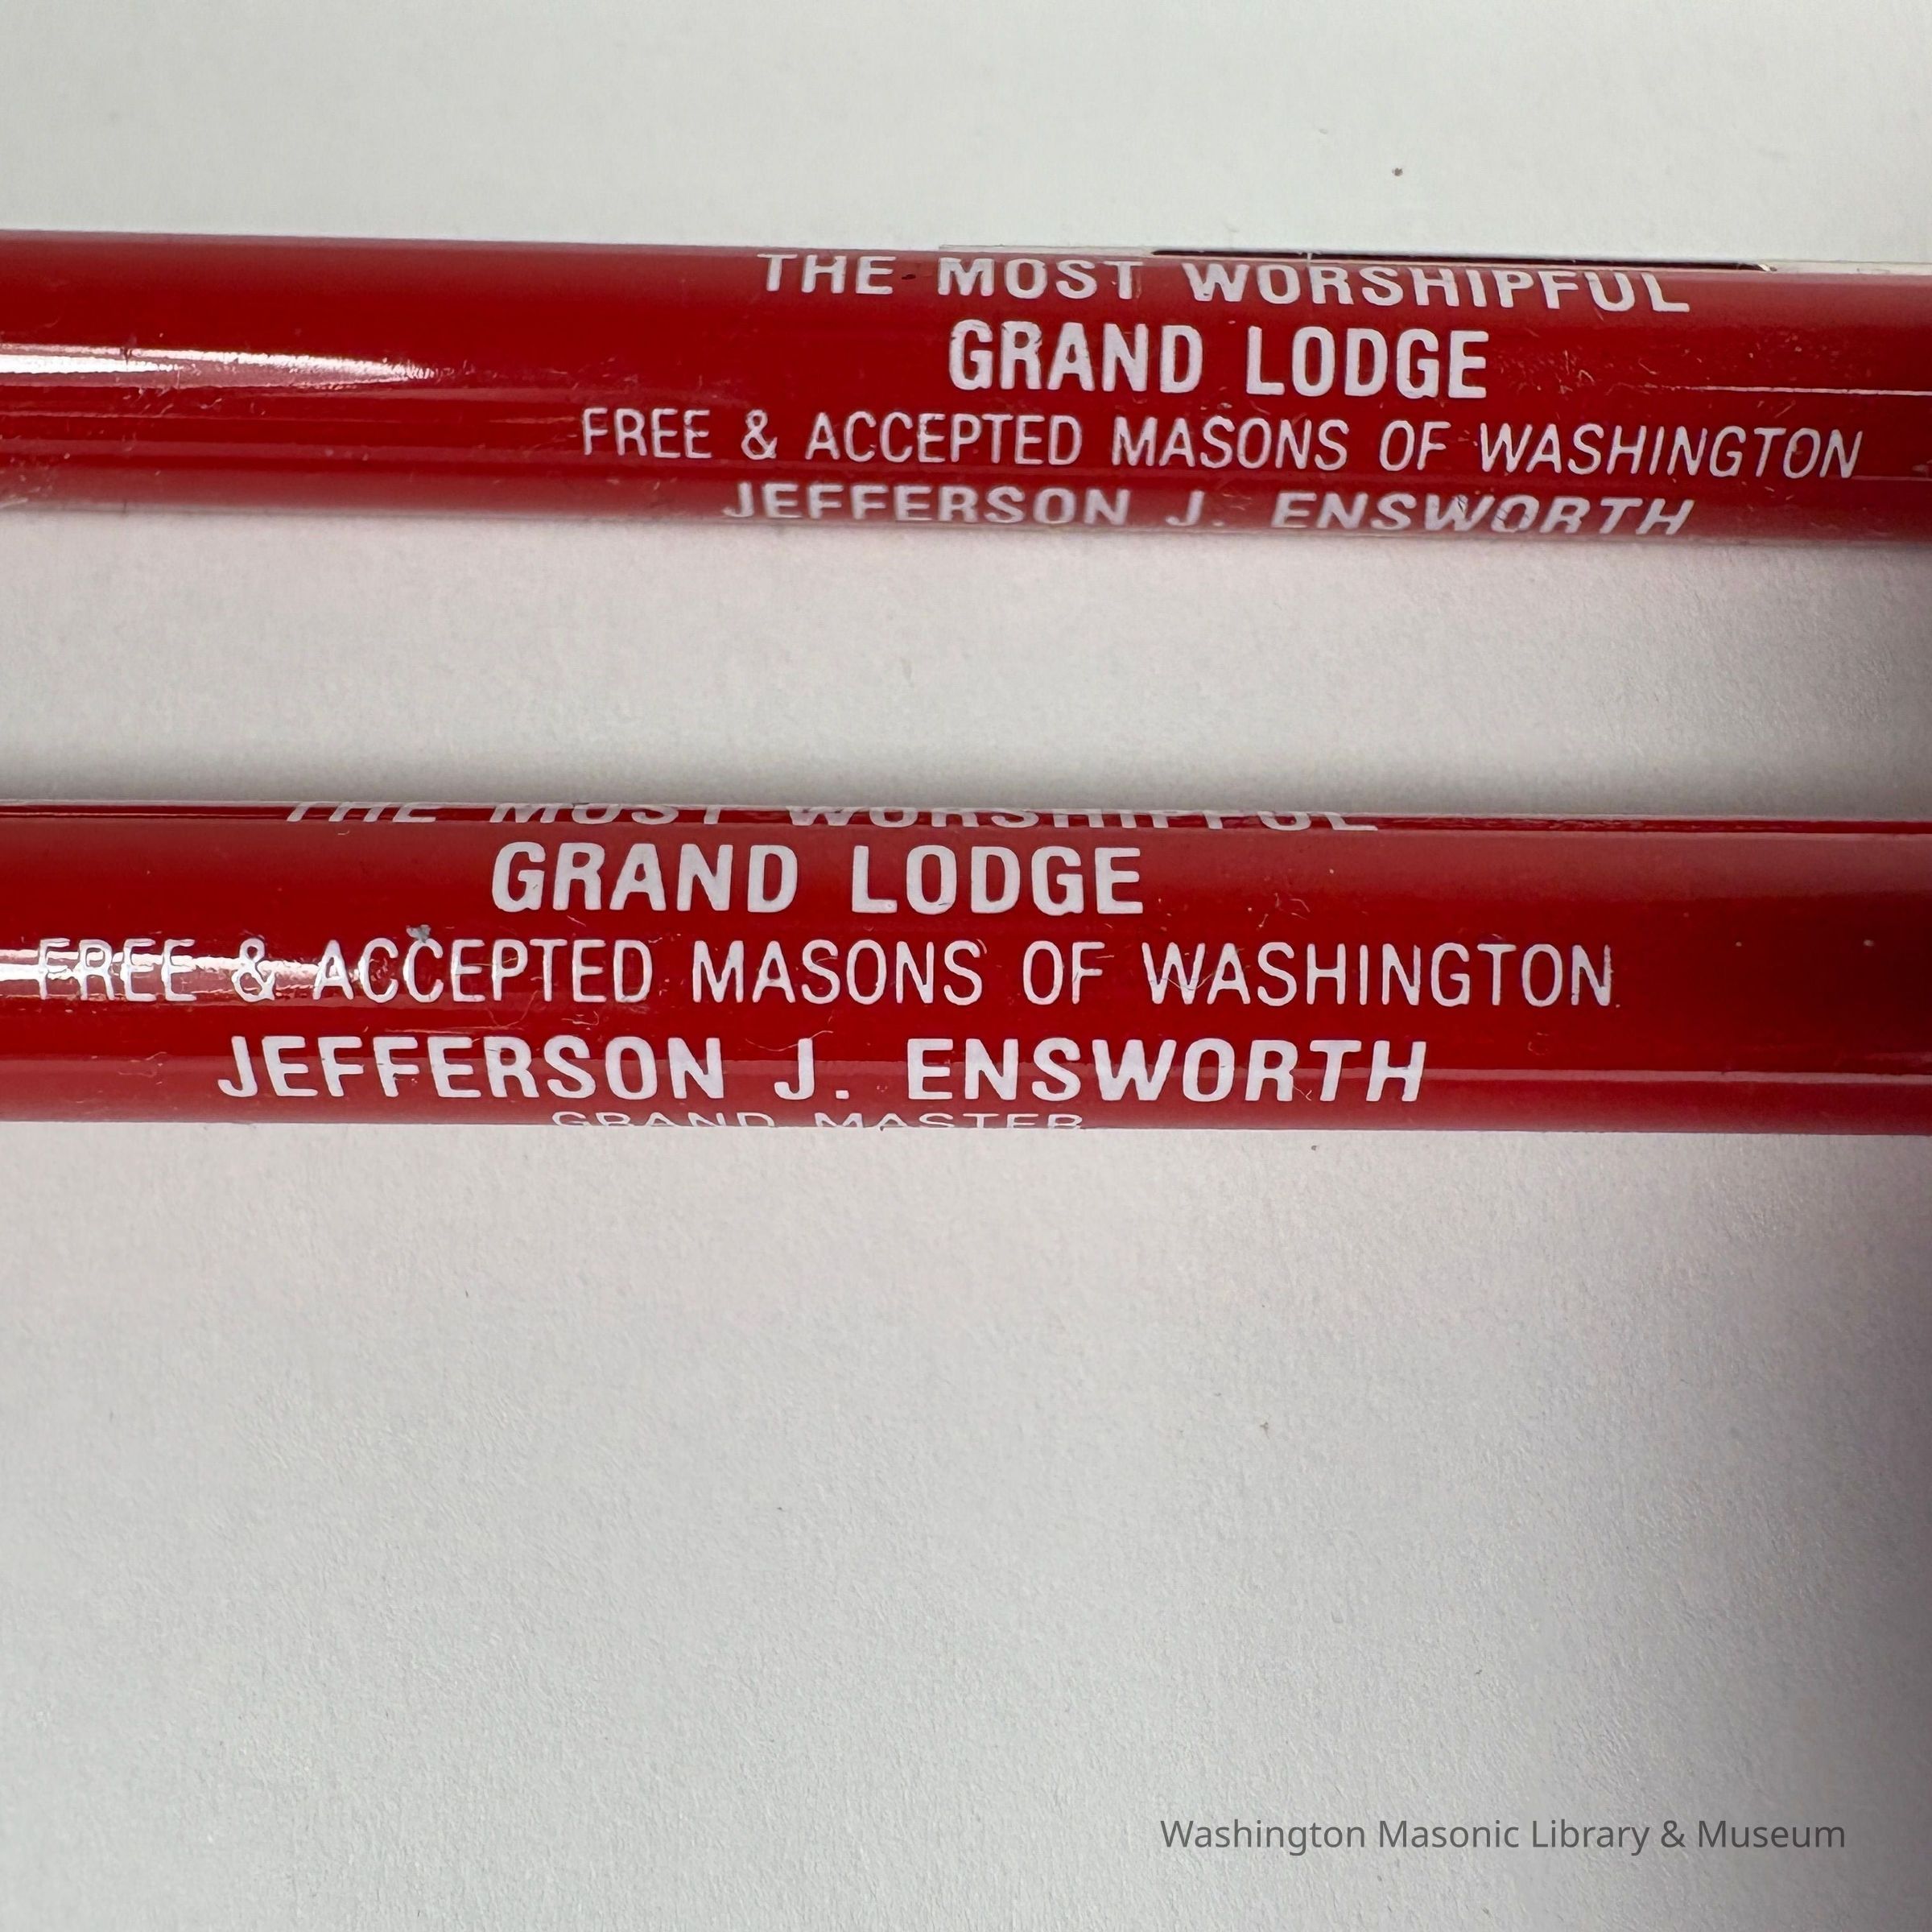 THE MOST WORSHIPFUL
GRAND LODGE
FREE & ACCEPTED MASONS OF WASHINGTON
JEFFERSON J. ENSWORTH
THE MOST WORSHIPFUL
GRAND LODGE
FREE & ACCEPTED MASONS OF WASHINGTON
JEFFERSON J. ENSWORTH
GRAND MASTER
Washington Masonic Library & Museum